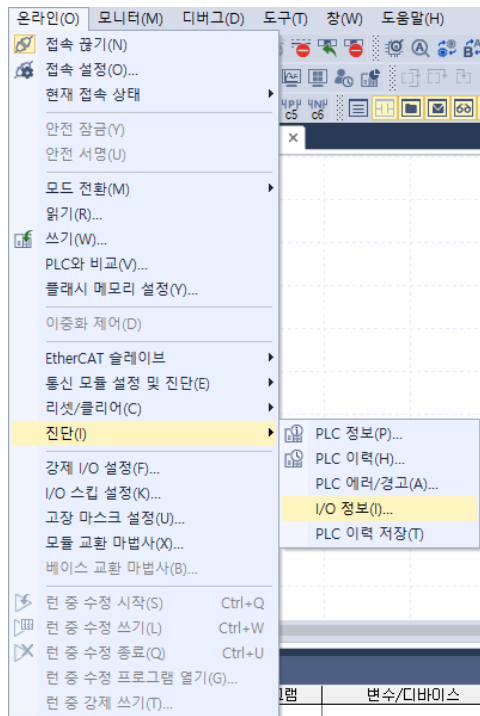 온라인(O) 모니터(M) 디버그(D) 도구(T) 창(W) 도움말(H)
접속 끊기(N)
접속 설정(O)...
현재 접속 상태
c5 c6
안전 잠금(Y)
안전 서명(U)
모드 전환(M)
읽기(R)...
쓰기(W)...
PLC와 비교(V)...
플래시 메모리 설정(Y)...
이중화 제어(D)
EtherCAT 슬레이브
통신 모듈 설정 및 진단(E)
리셋/클리어(C)
진단(I)
PLC 정보(P)...
PLC 이력(H)...
PLC 에러/경고(A)...
I/O 정보(I)...
PLC 이력 저장(T)
강제 I/O 설정(F)...
I/O 스킵 설정(K)...
고장 마스크 설정(U)...
모듈 교환 마법사(X)...
베이스 교환 마법사(B)...
런 중 수정 시작(S) Ctrl+Q
런 중 수정 쓰기(L) Ctrl+W
런 중 수정 종료(Q) Ctrl+U
런 중 수정 프로그램 열기(G)...
런 중 강제 쓰기(T)...
변수/디바이스